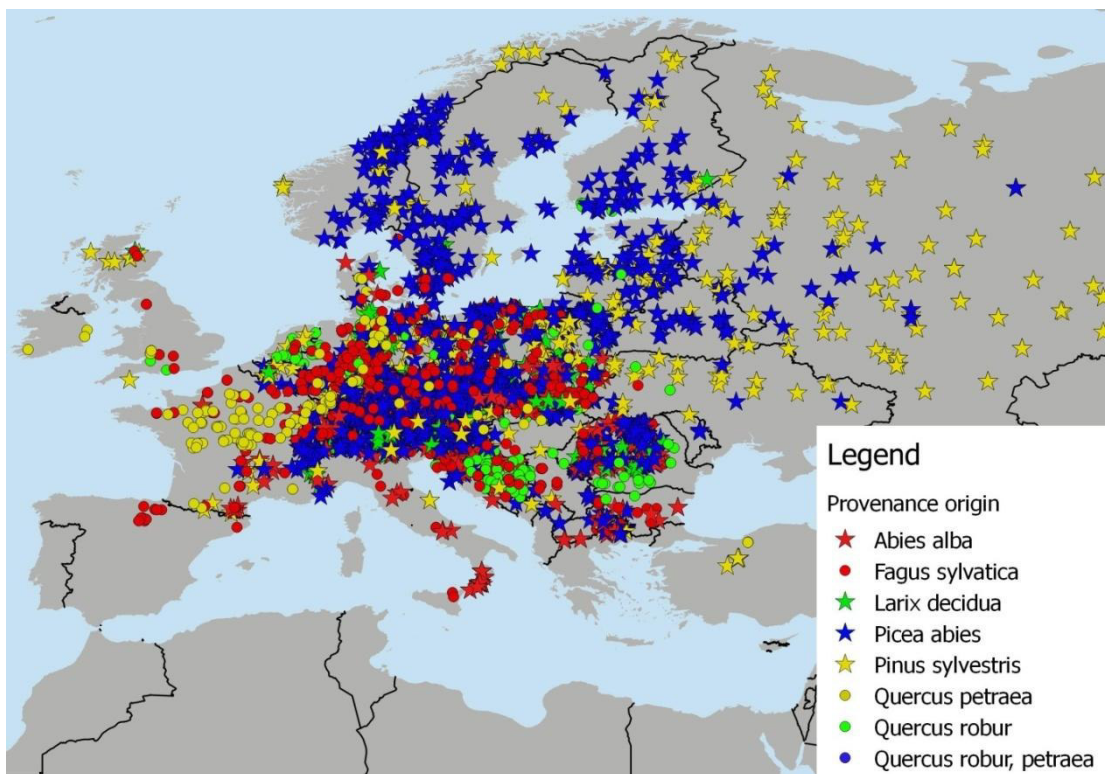 Legend
Provenance origin
Abies alba
Fagus sylvatica
Larix decidua
Picea abies
Pinus sylvestris
Quercus petraea
Quercus robur
Quercus robur, petraea